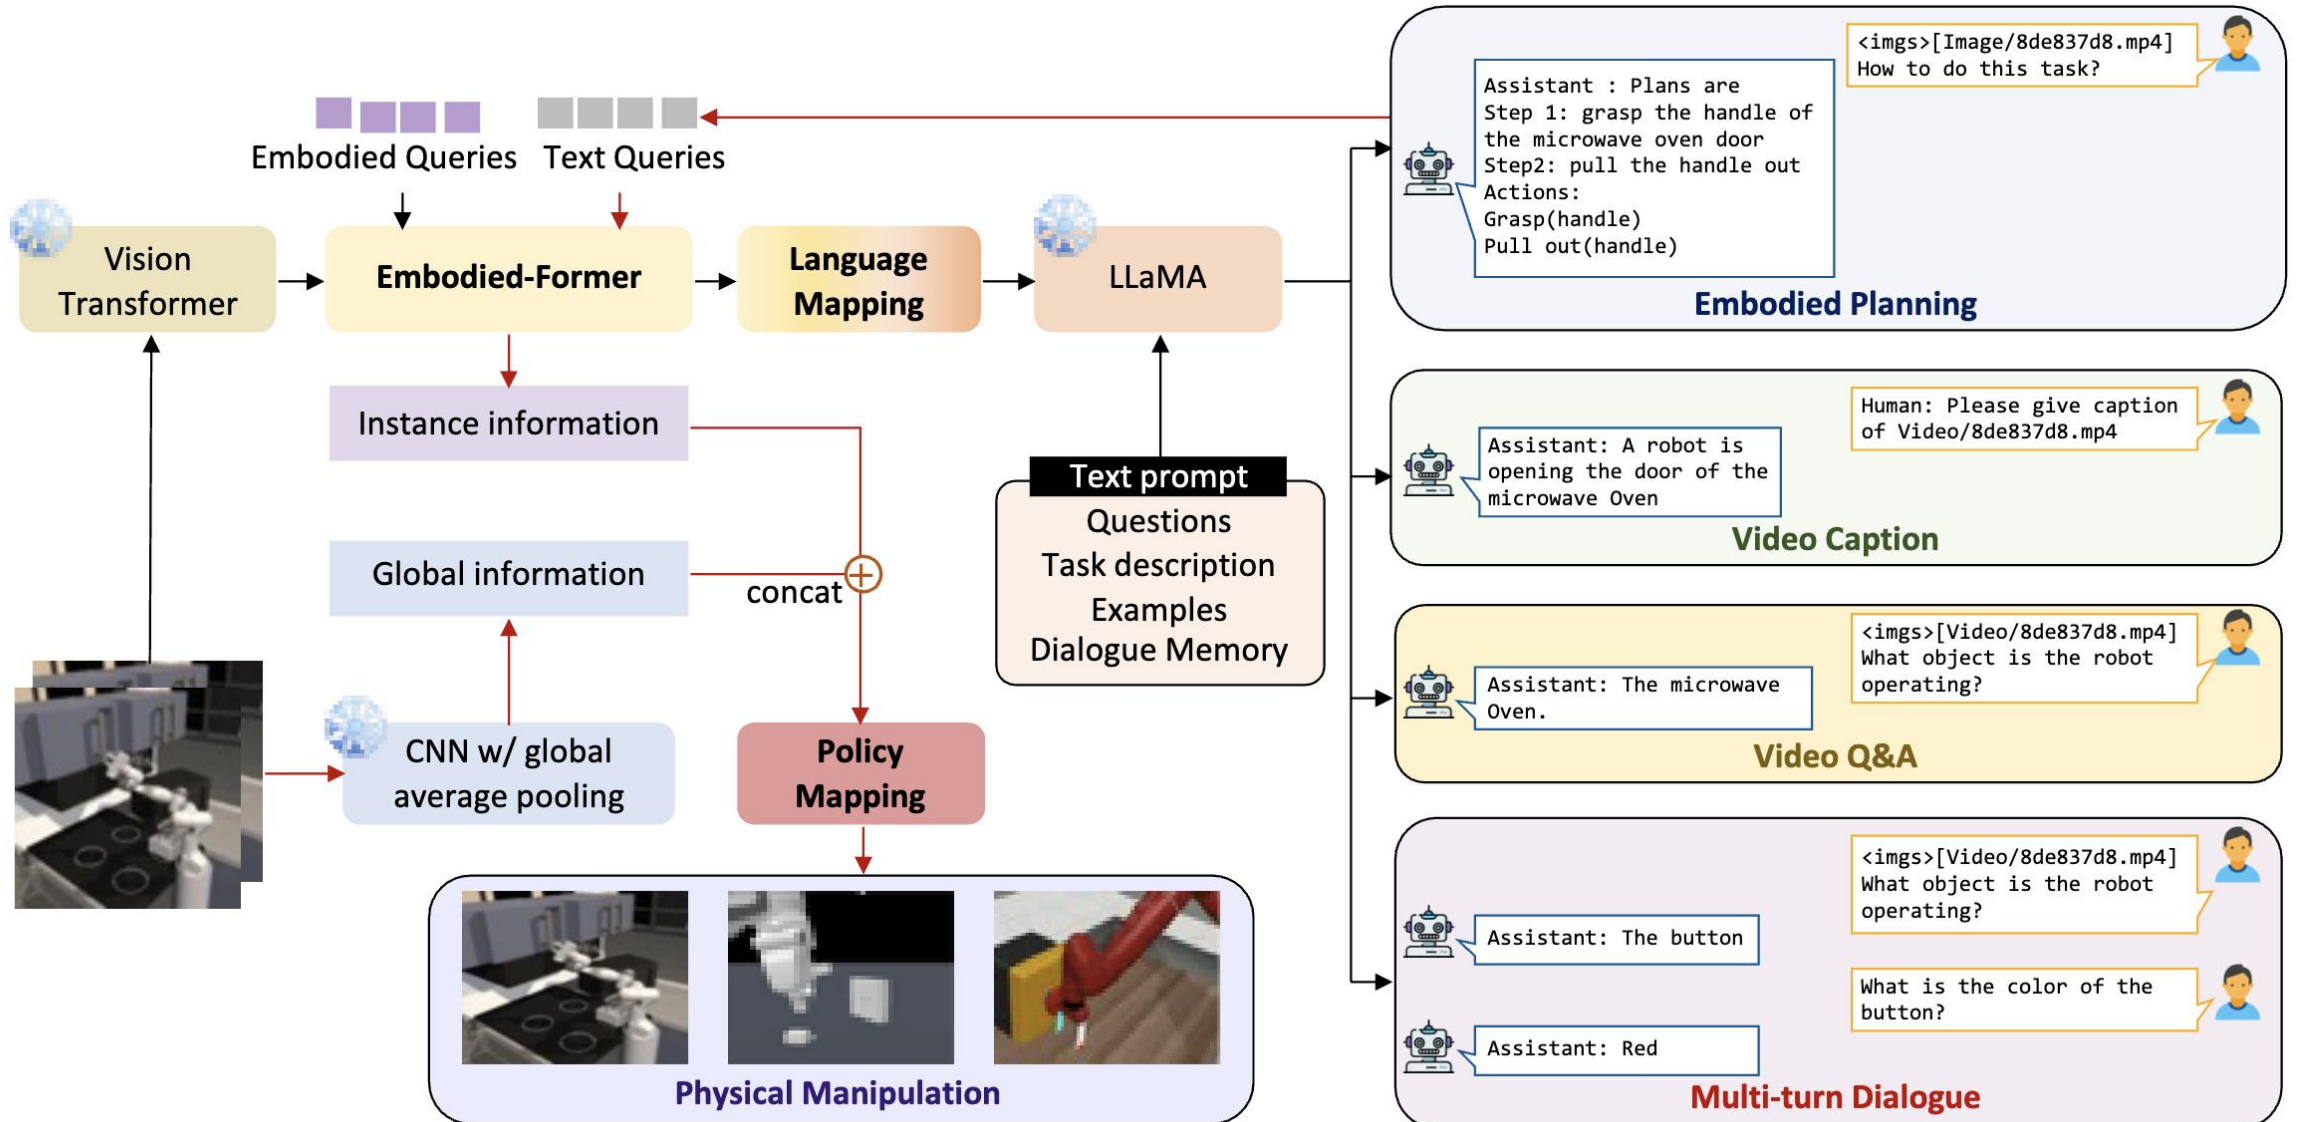 Embodied Queries
Text Queries
Vision
Transformer
Embodied-Former
Language
Mapping
LLaMA
Instance information
Global information
concat
CNN w/ global
average pooling
Policy
Mapping
Text prompt
Questions
Task description
Examples
Dialogue Memory
Physical Manipulation
<imgs>[Image/8de837d8.mp4]
How to do this task?
Assistant : Plans are
Step 1: grasp the handle of
the microwave oven door
Step2: pull the handle out
Actions:
Grasp(handle)
Pull out(handle)
Embodied Planning
Human: Please give caption
of Video/8de837d8.mp4
Assistant: A robot is
opening the door of the
microwave Oven
Video Caption
<imgs>[Video/8de837d8.mp4]
What object is the robot
operating?
Assistant: The microwave
Oven.
Video Q&A
<imgs>[Video/8de837d8.mp4]
What object is the robot
operating?
Assistant: The button
What is the color of the
button?
Assistant: Red
Multi-turn Dialogue